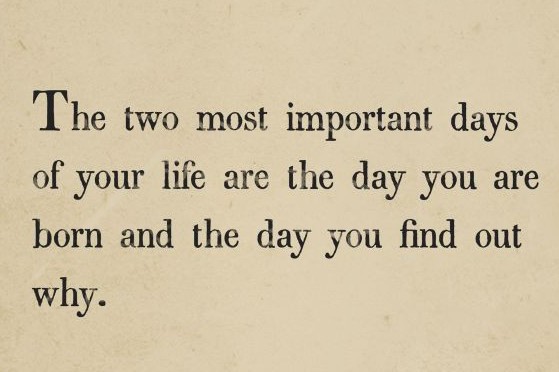 The two most important days
of your life are the day you are
born and the day you find out
why.